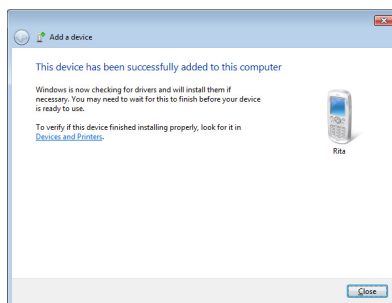 Add a device
This device has been successfully added to this computer
Windows is now checking for drivers and will install them if
necessary. You may need to wait for this to finish before your device
is ready to use.
To verify if this device finished installing properly, look for it in
Devices and Printers.
Rita
Close